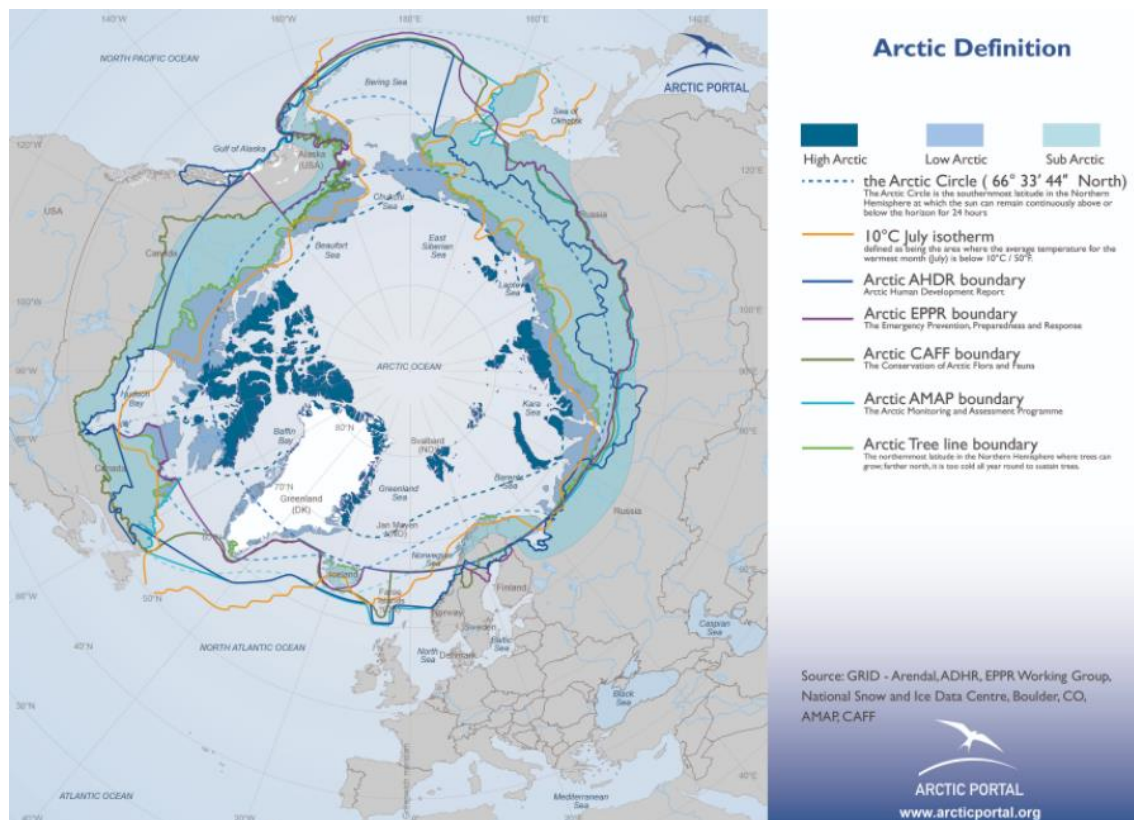 140°W
180°W
160°E
140°E
NORTH PACIFIC OCEAN
Bering Sea
ARCTIC PORTAL
Sea of
Okhotsk
Gulf of Alaska
Alaska
(USA)
120°W
120°E
USA
Chukchi
Sea
Russia
Canada
Beaufort
Sea
East
Siberian
Sea
Laptev
Sea
100°W
100°E
ARCTIC OCEAN
Hudson
Bay
Kara
Sea
Baffin
Bay
80°N
Svalbard
(NO)
Canada
70°N
Greenland
(DK)
Greenland
Sea
Barents
Sea
Jan Mayen
(NO)
Russia
Norwegian
Sea
Iceland
Faroe
Islands
Finland
50°N
60°W
Norway
Sweden
Caspian
Sea
40°N
NORTH ATLANTIC OCEAN
North
Sea
Denmark
Baltic
Sea
Black
Sea
ATLANTIC OCEAN
Mediterranean
Sea
40°E
Arctic Definition
High Arctic
Low Arctic
Sub Arctic
the Arctic Circle ( 66° 33' 44" North)
The Arctic Circle is the southernmost latitude in the Northern
Hemisphere at which the sun can remain continuously above or
below the horizon for 24 hours
10°C July isotherm
defined as being the area where the average temperature for the
warmest month (July) is below 10°C / 50°F.
Arctic AHDR boundary
Arctic Human Development Report
Arctic EPPR boundary
The Emergency Prevention, Preparedness and Response
Arctic CAFF boundary
The Conservation of Arctic Flora and Fauna
Arctic AMAP boundary
The Arctic Monitoring and Assessment Programme
Arctic Tree line boundary
The northernmost latitude in the Northern Hemisphere where trees can
grow; farther north, it is too cold all year round to sustain trees.
Source: GRID - Arendal, ADHR, EPPR Working Group,
National Snow and Ice Data Centre, Boulder, CO,
AMAP, CAFF
ARCTIC PORTAL
www.arcticportal.org